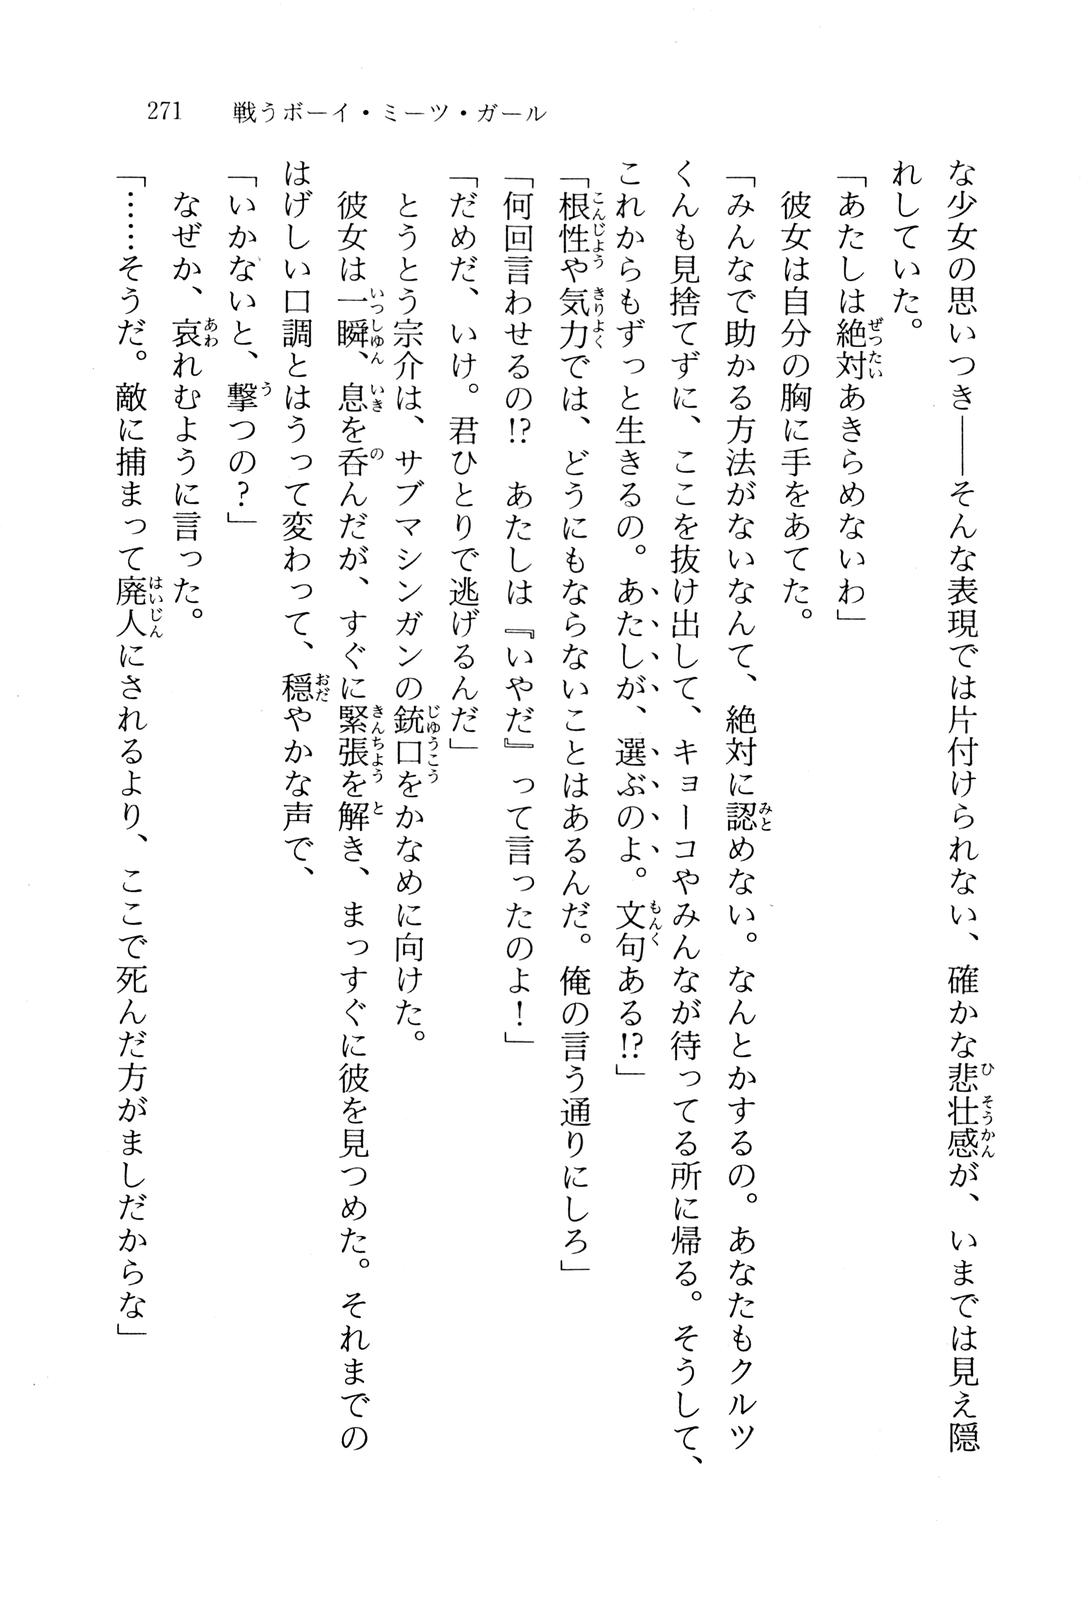 271　戦うボーイ・ミーツ・ガール
な少女の思いつき――そんな表現では片付けられない、確かな悲壮感が、いまでは見え隠
れしていた。
「あたしは絶対あきらめないわ」
　彼女は自分の胸に手をあてた。
「みんなで助かる方法がないなんて、絶対に認めない。なんとかするの。あなたもクルツ
くんも見捨てずに、ここを抜け出して、キョーコやみんなが待ってる所に帰る。そうして、
これからもずっと生きるの。あたしが、選ぶのよ。文句ある!?」
「根性や気力では、どうにもならないことはあるんだ。俺の言う通りにしろ」
「何回言わせるの!?　あたしは『いやだ』って言ったのよ！」
「だめだ、いけ。君ひとりで逃げるんだ」
　とうとう宗介は、サブマシンガンの銃口をかなめに向けた。
　彼女は一瞬、息を呑んだが、すぐに緊張を解き、まっすぐに彼を見つめた。それまでの
はげしい口調とはうって変わって、穏やかな声で、
「いかないと、撃つの？」
　なぜか、哀れむように言った。
「……そうだ。敵に捕まって廃人にされるより、ここで死んだ方がましだからな」